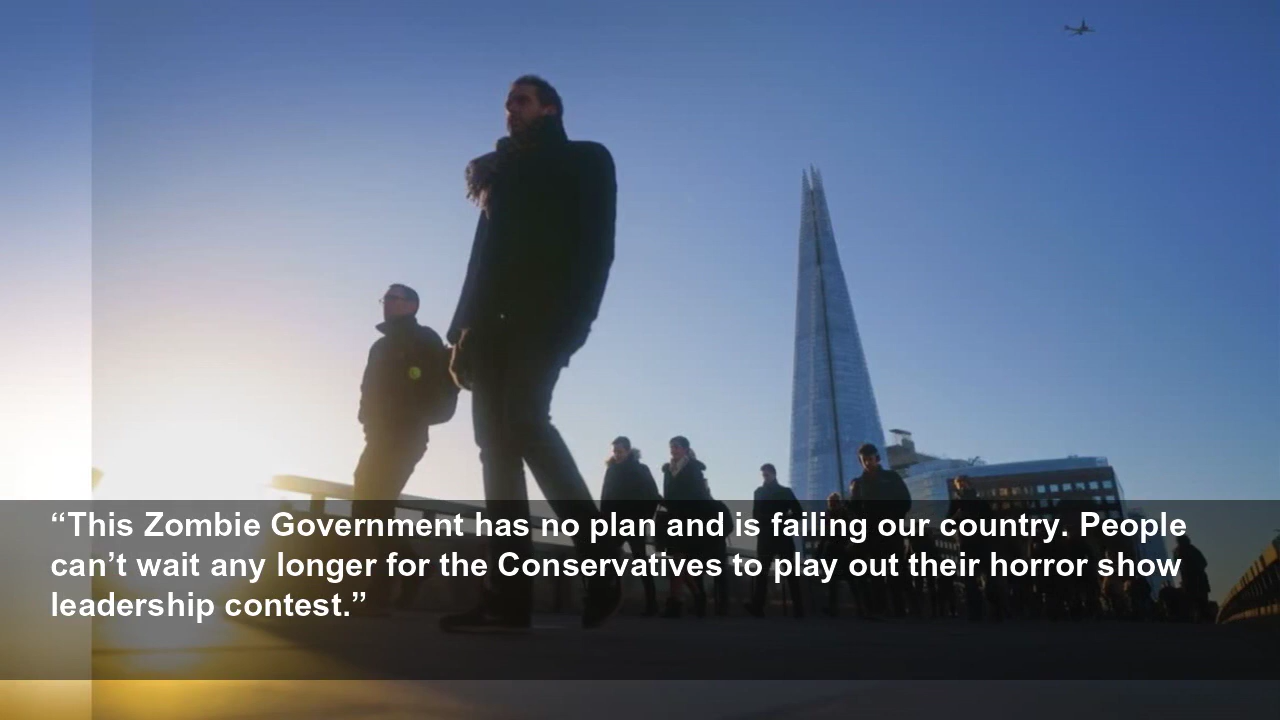 “This Zombie Government has no plan and is failing our country. People
can’t wait any longer for the Conservatives to play out their horror show
leadership contest.”